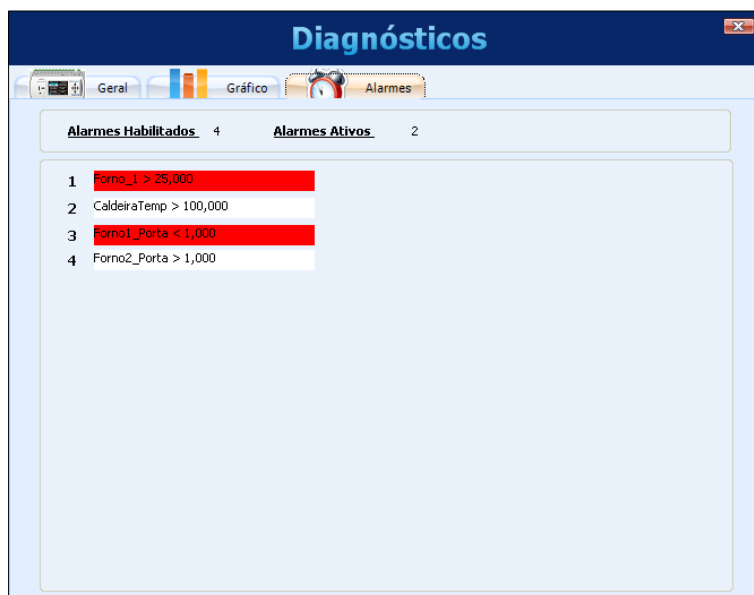 Diagnósticos
Geral Gráfico Alarmes
Alarmes Habilitados 4 Alarmes Ativos 2
1 Forno_1 > 25,000
2 CaldeiraTemp > 100,000
3 Forno1_Porta < 1,000
4 Forno2_Porta > 1,000